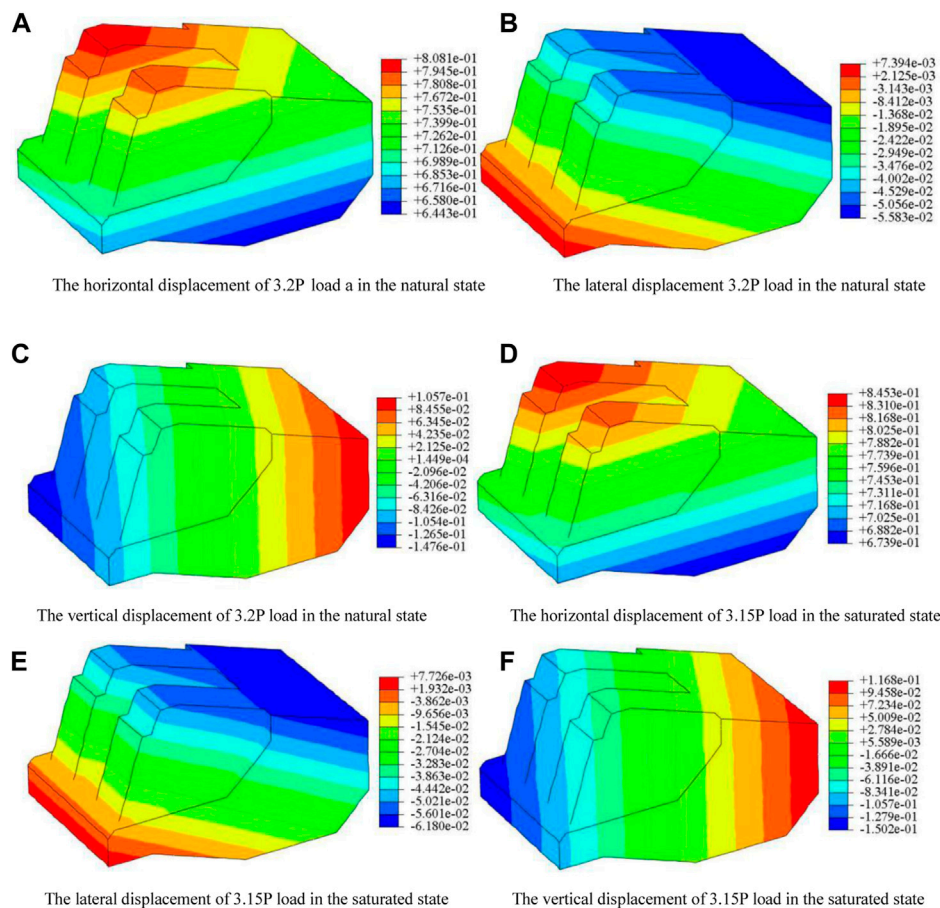 A
+8.081e-01
+7.945e-01
+7.808e-01
+7.672e-01
+7.535e-01
+7.399e-01
+7.262e-01
+7.126e-01
+6.989e-01
+6.853e-01
+6.716e-01
+6.580e-01
+6.443e-01
The horizontal displacement of 3.2P load a in the natural state
B
+7.394e-03
+2.125e-03
-3.143e-03
-8.412e-03
-1.368e-02
-1.895e-02
-2.422e-02
-2.949e-02
-3.476e-02
-4.002e-02
-4.529e-02
-5.056e-02
-5.583e-02
The lateral displacement 3.2P load in the natural state
C
+1.057e-01
+8.455e-02
+6.345e-02
+4.235e-02
+2.125e-02
+1.449e-04
-2.096e-02
-4.206e-02
-6.316e-02
-8.426e-02
-1.054e-01
-1.265e-01
-1.476e-01
The vertical displacement of 3.2P load in the natural state
D
+8.453e-01
+8.310e-01
+8.168e-01
+8.025e-01
+7.882e-01
+7.739e-01
+7.596e-01
+7.453e-01
+7.311e-01
+7.168e-01
+7.025e-01
+6.882e-01
+6.739e-01
The horizontal displacement of 3.15P load in the saturated state
E
+7.726e-03
+1.932e-03
-3.862e-03
-9.656e-03
-1.545e-02
-2.124e-02
-2.704e-02
-3.283e-02
-3.863e-02
-4.442e-02
-5.021e-02
-5.601e-02
-6.180e-02
The lateral displacement of 3.15P load in the saturated state
F
+1.168e-01
+9.458e-02
+7.234e-02
+5.009e-02
+2.784e-02
+5.589e-03
-1.666e-02
-3.891e-02
-6.116e-02
-8.341e-02
-1.057e-01
-1.279e-01
-1.502e-01
The vertical displacement of 3.15P load in the saturated state